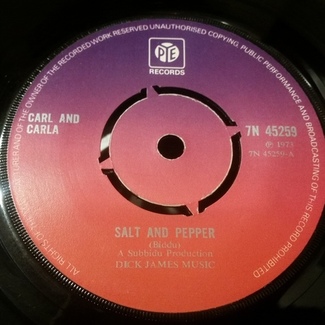 MANUFACTURER AND OF THE OWNER OF THE RECORDED WORK RESERVED UNAUTHORISED COPYING, PUBLIC PERFORMANCE AND BROADCASTING OF THIS RECORD PROHIBITED
ALL RIGHTS OF THE
PYE
RECORDS
CARL AND
CARLA
7N 45259
℗ 1973
7N 45259-A
SALT AND PEPPER
(Biddu)
A Subbidu Production
DICK JAMES MUSIC